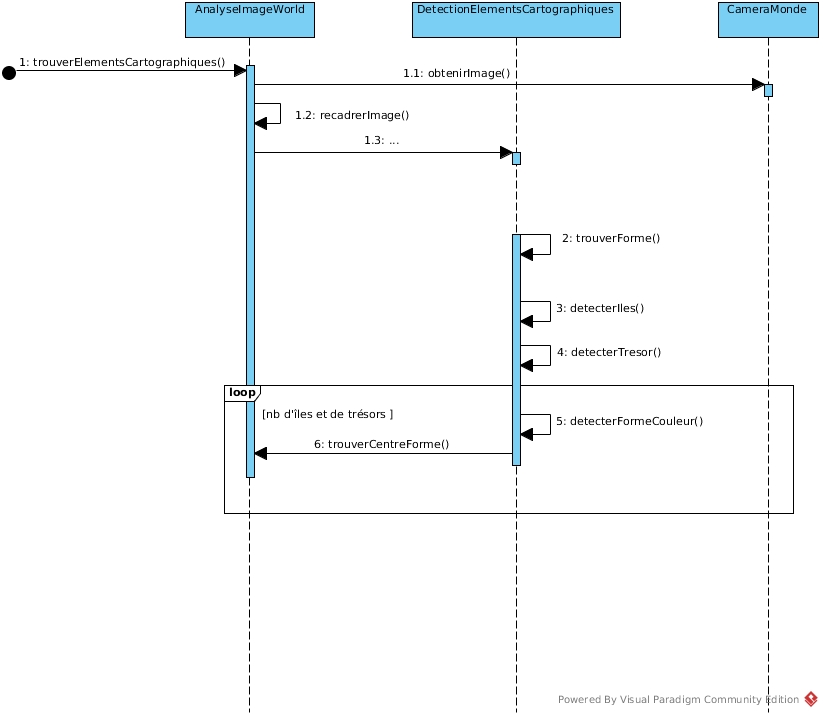 AnalyseImageWorld
DetectionElementsCartographiques
CameraMonde
1: trouverElementsCartographiques()
1.1: obtenirImage()
1.2: recadrerImage()
1.3: ...
2: trouverForme()
3: detecterIles()
4: detecterTresor()
loop
[nb d'îles et de trésors ]
5: detecterFormeCouleur()
6: trouverCentreForme()
Powered By Visual Paradigm Community Edition